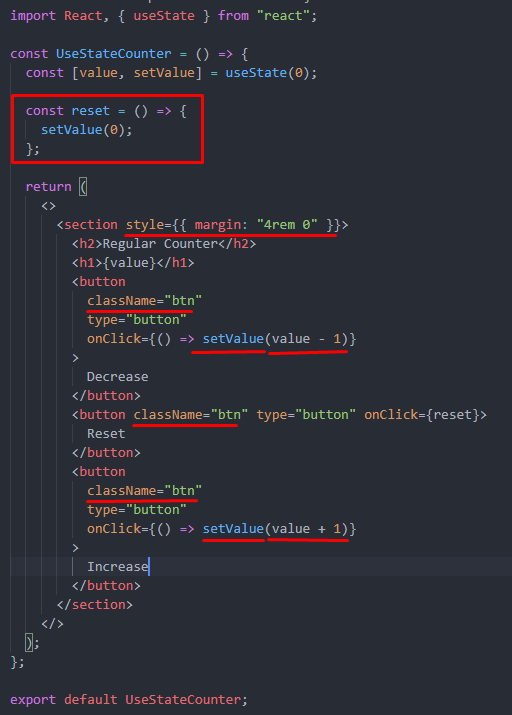 import React, { useState } from "react";
const UseStateCounter = () => {
const [value, setValue] = useState(0);
const reset = () => {
setValue(0);
};
return (
<>
<section style={{ margin: "4rem 0" }}>
<h2>Regular Counter</h2>
<h1>{value}</h1>
<button
className="btn"
type="button"
onClick={() => setValue(value - 1)}
>
Decrease
</button>
<button className="btn" type="button" onClick={reset}>
Reset
</button>
<button
className="btn"
type="button"
onClick={() => setValue(value + 1)}
>
Increase
</button>
</section>
</>
);
};
export default UseStateCounter;